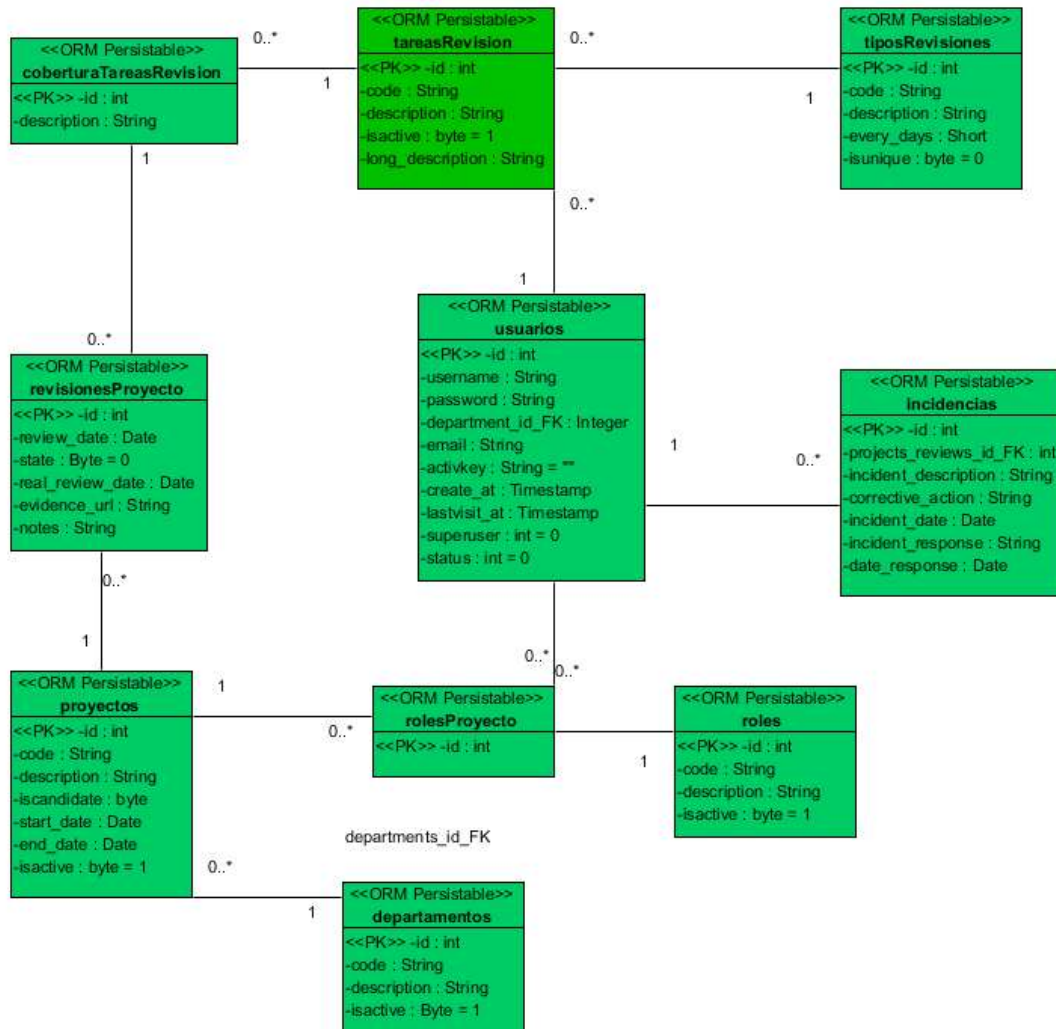 <<ORM Persistable>>
coberturaTareasRevision
<<PK>> -id : int
-description : String
0..*
1
<<ORM Persistable>>
tareasRevision
<<PK>> -id : int
-code : String
-description : String
-isactive : byte = 1
-long_description : String
0..*
1
<<ORM Persistable>>
tiposRevisiones
<<PK>> -id : int
-code : String
-description : String
-every_days : Short
-isunique : byte = 0
1
0..*
0..*
1
<<ORM Persistable>>
revisionesProyecto
<<PK>> -id : int
-review_date : Date
-state : Byte = 0
-real_review_date : Date
-evidence_url : String
-notes : String
<<ORM Persistable>>
usuarios
<<PK>> -id : int
-username : String
-password : String
-department_id_FK : Integer
-email : String
-activkey : String = ""
-create_at : Timestamp
-lastvisit_at : Timestamp
-superuser : int = 0
-status : int = 0
1
0..*
<<ORM Persistable>>
incidencias
<<PK>> -id : int
-projects_reviews_id_FK : int
-incident_description : String
-corrective_action : String
-incident_date : Date
-incident_response : String
-date_response : Date
0..*
1
0..*
0..*
<<ORM Persistable>>
proyectos
<<PK>> -id : int
-code : String
-description : String
-iscandidate : byte
-start_date : Date
-end_date : Date
-isactive : byte = 1
1
0..*
<<ORM Persistable>>
rolesProyecto
<<PK>> -id : int
1
<<ORM Persistable>>
roles
<<PK>> -id : int
-code : String
-description : String
-isactive : byte = 1
departments_id_FK
0..*
1
<<ORM Persistable>>
departamentos
<<PK>> -id : int
-code : String
-description : String
-isactive : Byte = 1